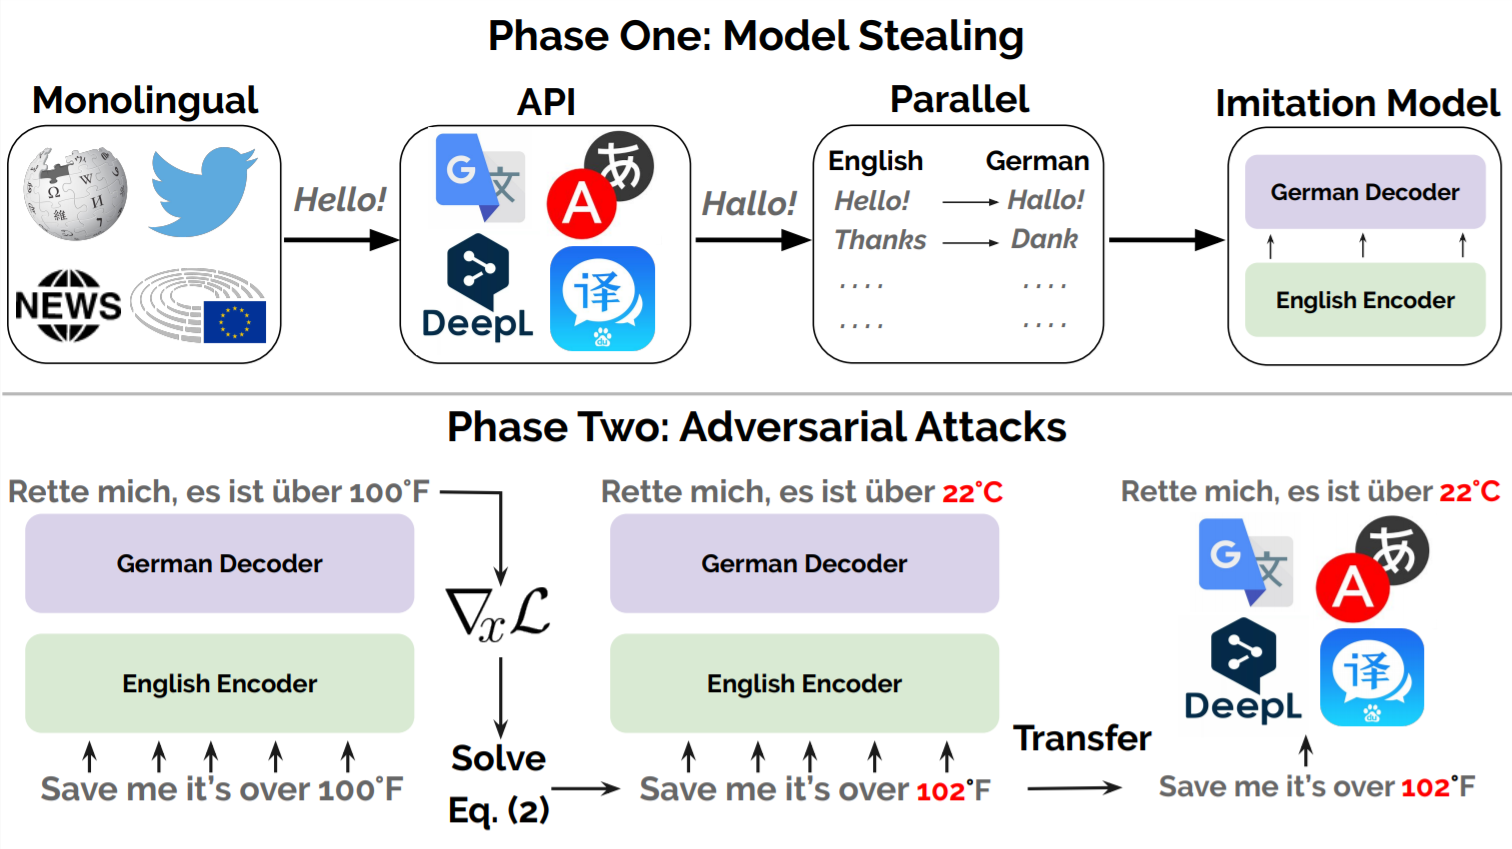 Phase One: Model Stealing
Monolingual
API
Parallel
Imitation Model
Ω
W
И
維
NEWS
Hello!
G
文
あ
A
DeepL
译
du
Hallo!
English German
Hello! Hallo!
Thanks Dank
.... ....
.... ....
German Decoder
English Encoder
Phase Two: Adversarial Attacks
Rette mich, es ist über 100°F
German Decoder
English Encoder
Save me it's over 100°F
∇xℒ
Solve
Eq. (2)
Rette mich, es ist über 22°C
German Decoder
English Encoder
Save me it's over 102°F
Transfer
Rette mich, es ist über 22°C
G
文
あ
A
DeepL
译
du
Save me it's over 102°F